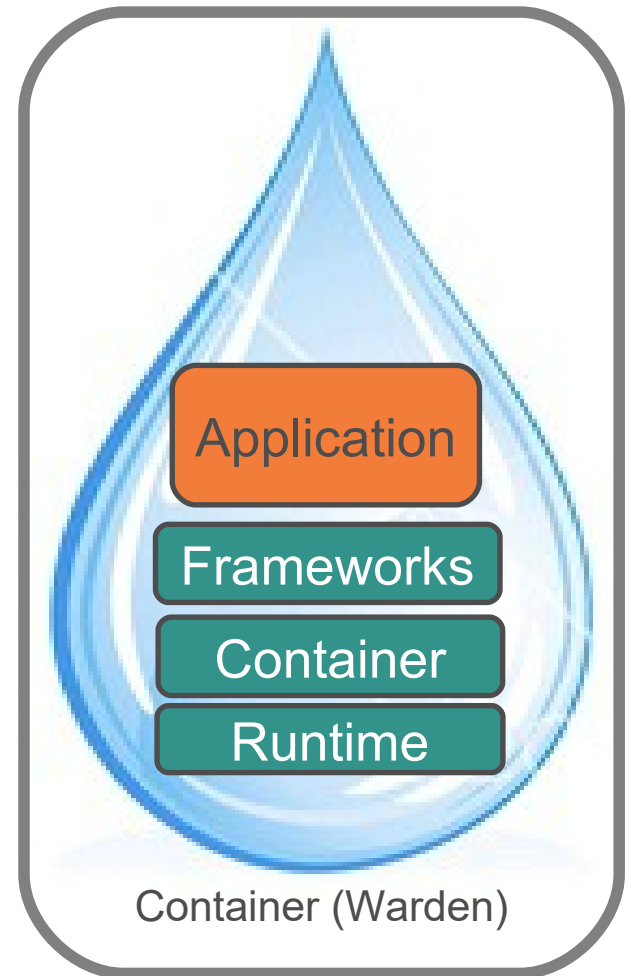 Application
Frameworks
Container
Runtime
Container (Warden)